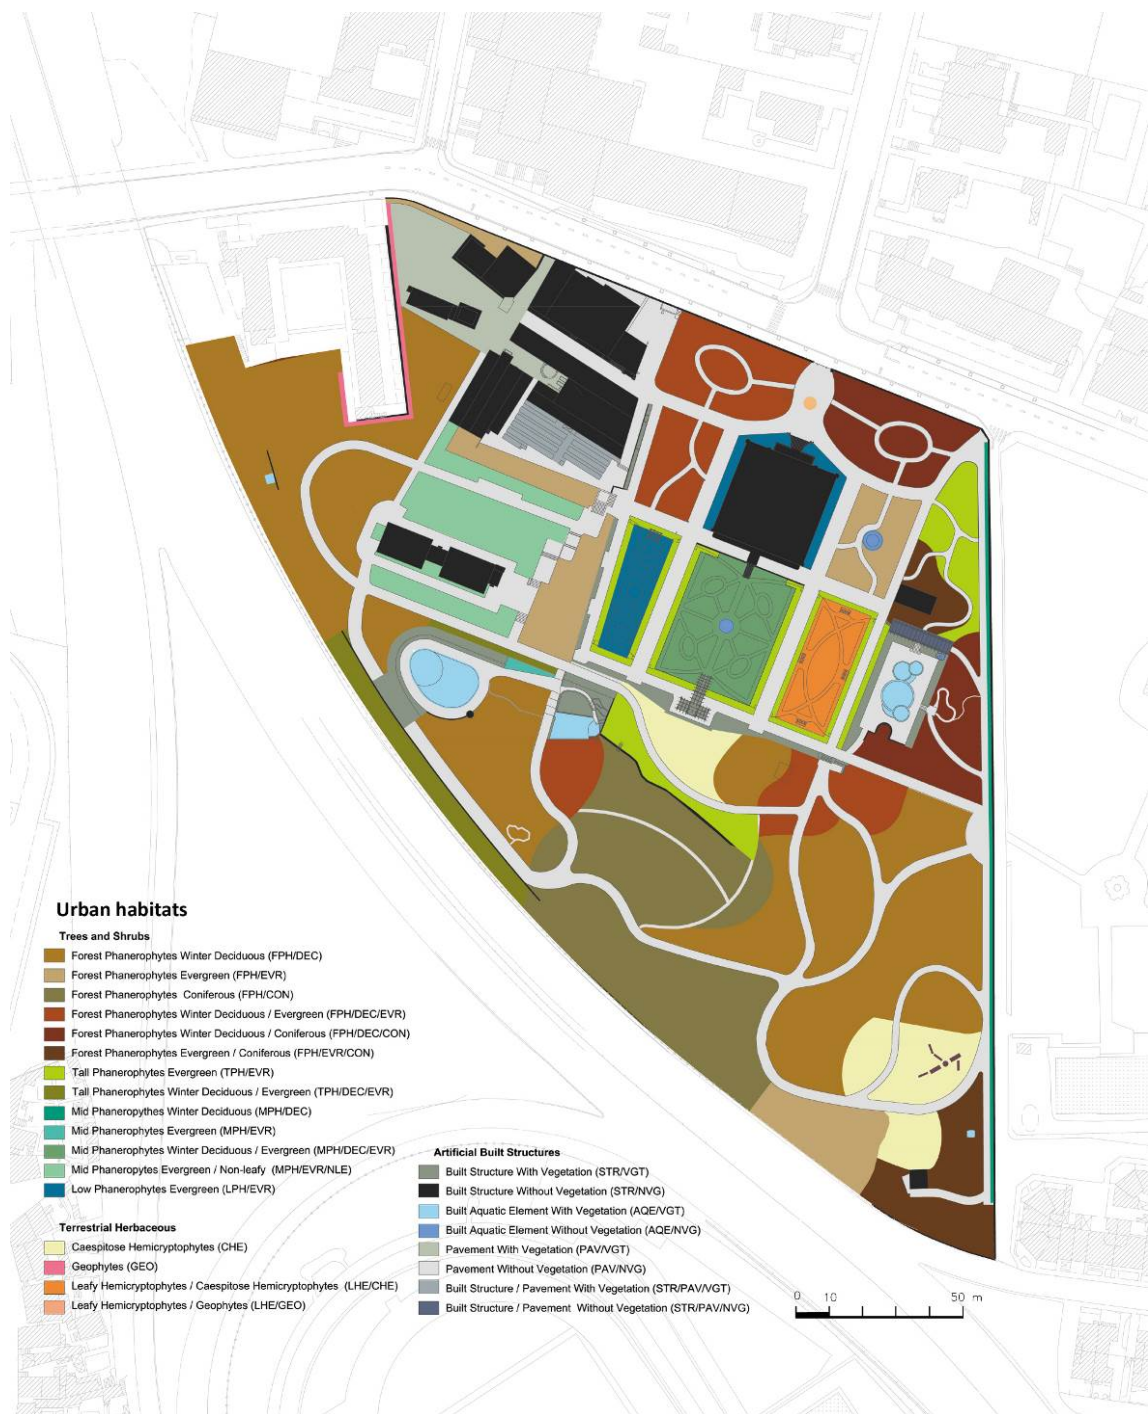 Urban habitats
Trees and Shrubs
Forest Phanerophytes Winter Deciduous (FPH/DEC)
Forest Phanerophytes Evergreen (FPH/EVR)
Forest Phanerophytes Coniferous (FPH/CON)
Forest Phanerophytes Winter Deciduous / Evergreen (FPH/DEC/EVR)
Forest Phanerophytes Winter Deciduous / Coniferous (FPH/DEC/CON)
Forest Phanerophytes Evergreen / Coniferous (FPH/EVR/CON)
Tall Phanerophytes Evergreen (TPH/EVR)
Tall Phanerophytes Winter Deciduous / Evergreen (TPH/DEC/EVR)
Mid Phaneropythes Winter Deciduous (MPH/DEC)
Mid Phanerophytes Evergreen (MPH/EVR)
Mid Phanerophytes Winter Deciduous / Evergreen (MPH/DEC/EVR)
Mid Phaneropytes Evergreen / Non-leafy (MPH/EVR/NLE)
Low Phanerophytes Evergreen (LPH/EVR)
Terrestrial Herbaceous
Caespitose Hemicryptophytes (CHE)
Geophytes (GEO)
Leafy Hemicryptophytes / Caespitose Hemicryptophytes (LHE/CHE)
Leafy Hemicryptophytes / Geophytes (LHE/GEO)
Artificial Built Structures
Built Structure With Vegetation (STR/VGT)
Built Structure Without Vegetation (STR/NVG)
Built Aquatic Element With Vegetation (AQE/VGT)
Built Aquatic Element Without Vegetation (AQE/NVG)
Pavement With Vegetation (PAV/VGT)
Pavement Without Vegetation (PAV/NVG)
Built Structure / Pavement With Vegetation (STR/PAV/VGT)
Built Structure / Pavement Without Vegetation (STR/PAV/NVG)
0 10 50 m